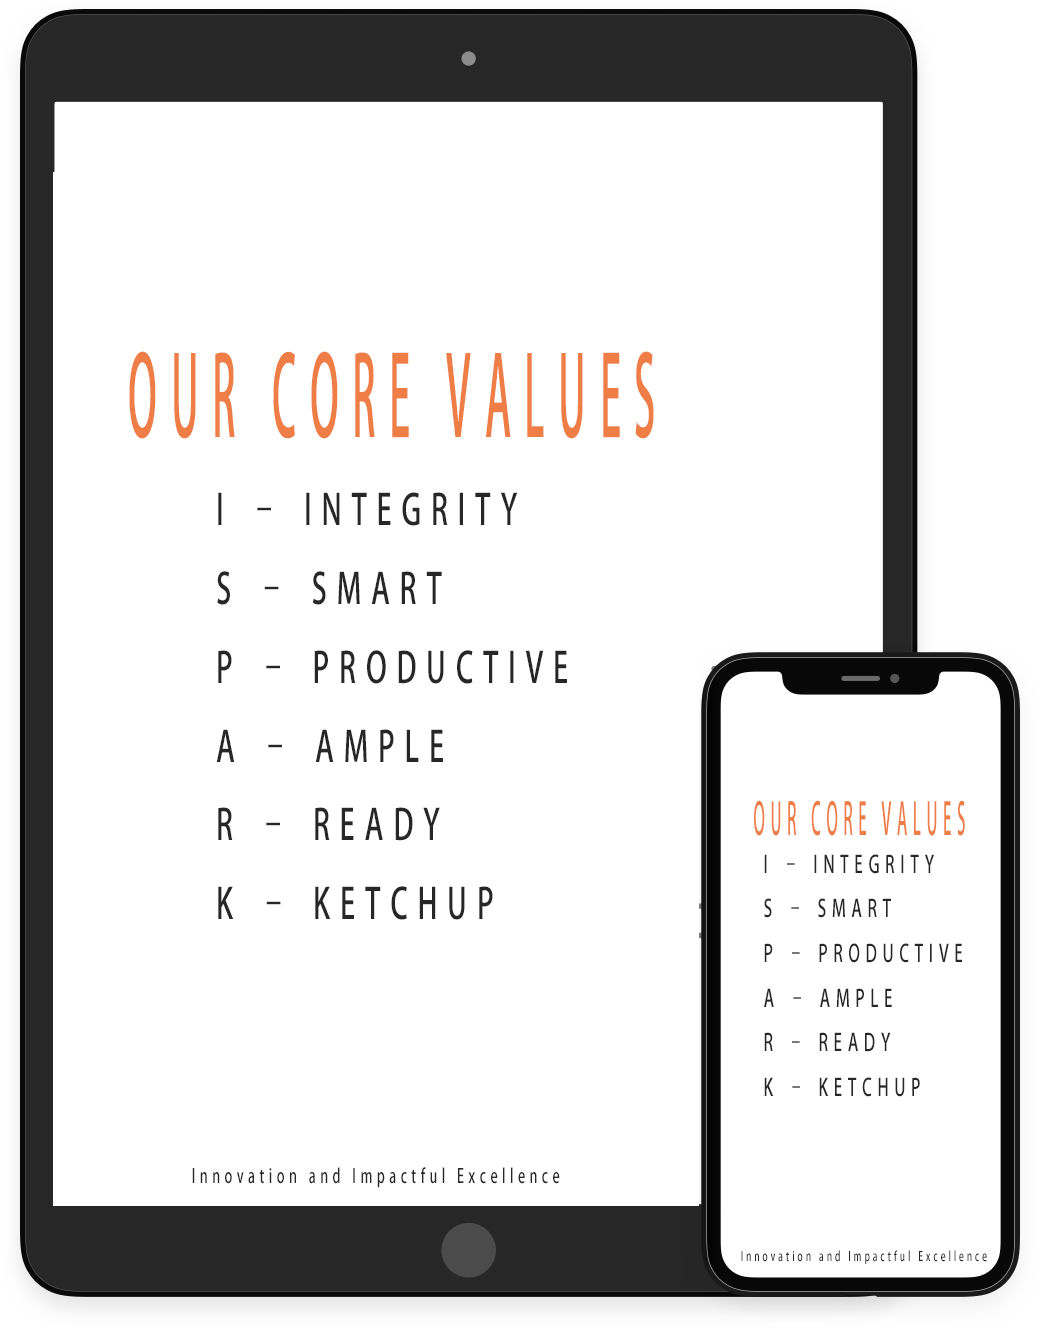 OUR CORE VALUES
I – INTEGRITY
S – SMART
P – PRODUCTIVE
A – AMPLE
R – READY
K – KETCHUP
Innovation and Impactful Excellence
OUR CORE VALUES
I – INTEGRITY
S – SMART
P – PRODUCTIVE
A – AMPLE
R – READY
K – KETCHUP
Innovation and Impactful Excellence